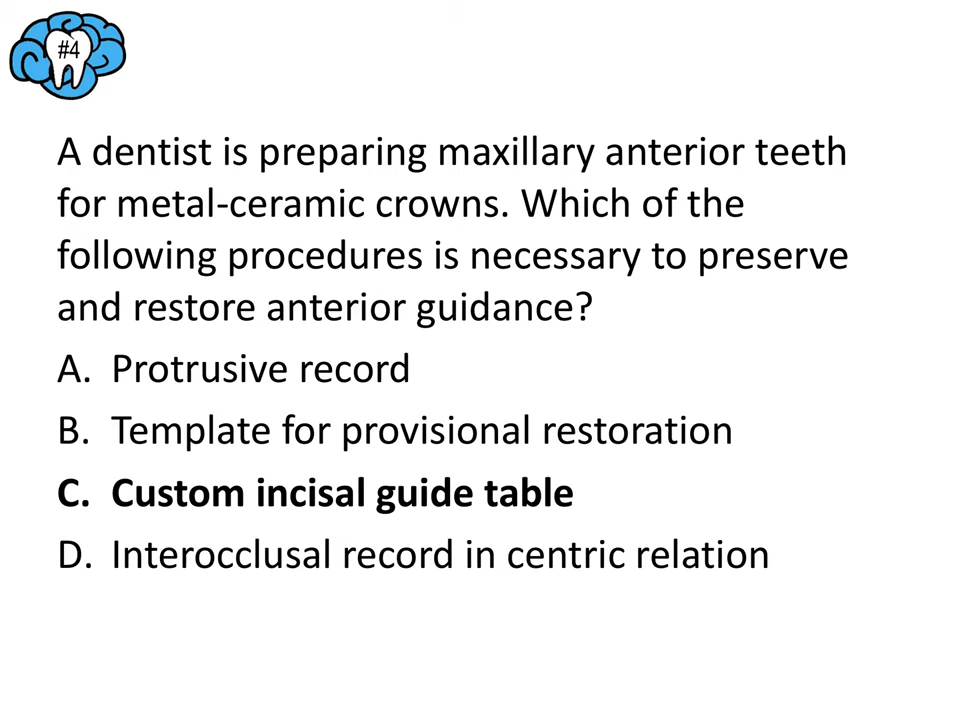 #4
A dentist is preparing maxillary anterior teeth
for metal-ceramic crowns. Which of the
following procedures is necessary to preserve
and restore anterior guidance?
A. Protrusive record
B. Template for provisional restoration
C. Custom incisal guide table
D. Interocclusal record in centric relation